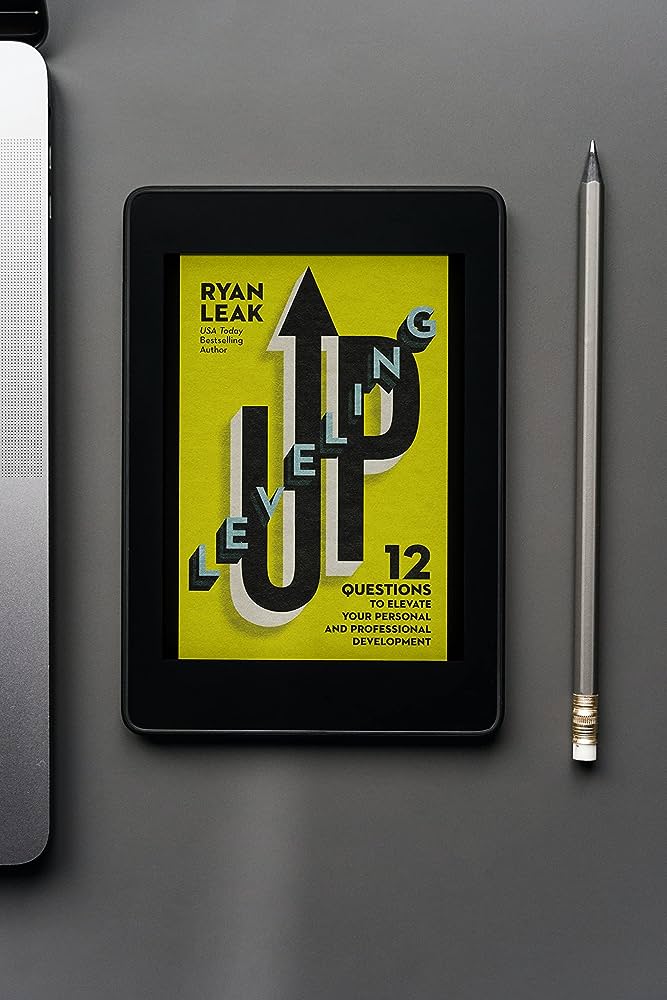 RYAN
LEAK
USA Today
Bestselling
Author
LEVELING
UP
12
QUESTIONS
TO ELEVATE
YOUR PERSONAL
AND PROFESSIONAL
DEVELOPMENT